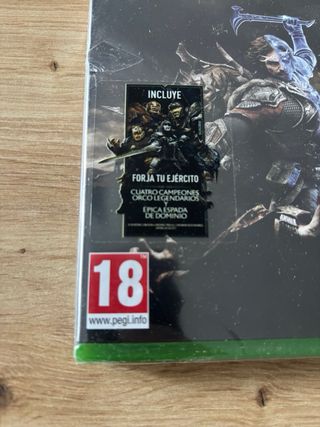 INCLUYE
FORJA TU EJÉRCITO
CUATRO CAMPEONES
ORCO LEGENDARIOS
Y
ÉPICA ESPADA
DE DOMINIO
18
www.pegi.info